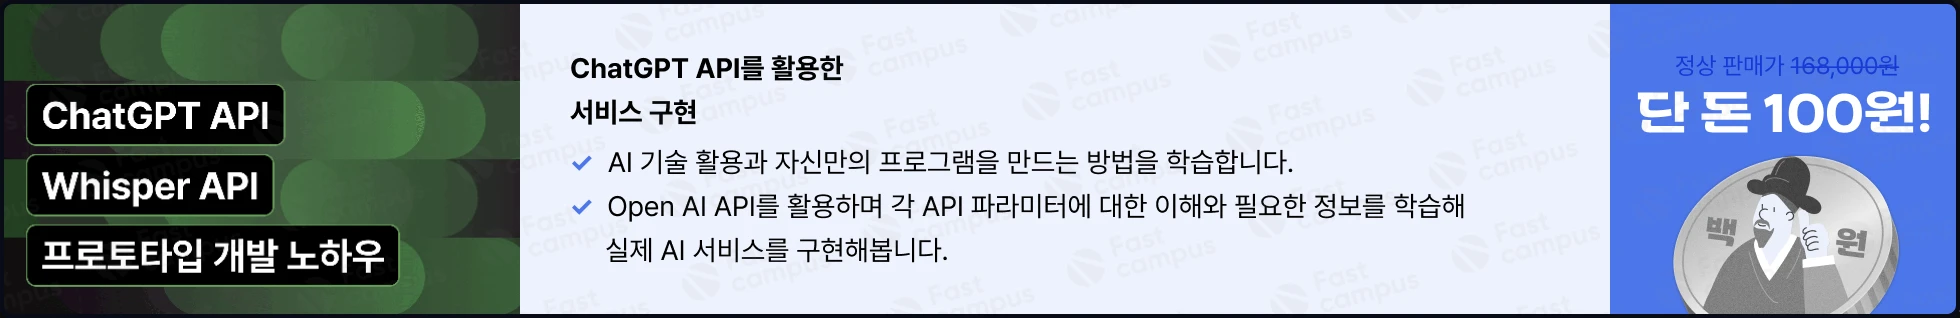 ChatGPT API
Whisper API
프로토타입 개발 노하우
ChatGPT API를 활용한
서비스 구현
AI 기술 활용과 자신만의 프로그램을 만드는 방법을 학습합니다.
Open AI API를 활용하며 각 API 파라미터에 대한 이해와 필요한 정보를 학습해
실제 AI 서비스를 구현해봅니다.
정상 판매가 168,000원
단 돈 100원!
백 원
Fast campus